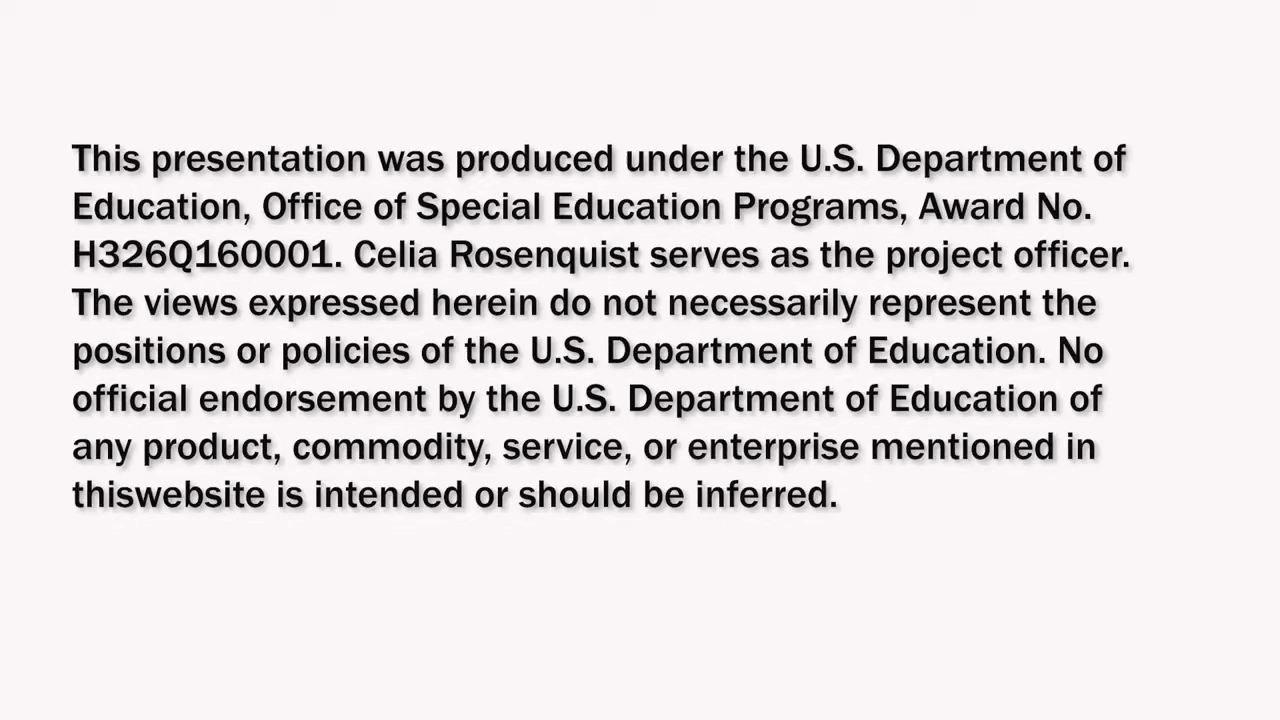 This presentation was produced under the U.S. Department of
Education, Office of Special Education Programs, Award No.
H326Q160001. Celia Rosenquist serves as the project officer.
The views expressed herein do not necessarily represent the
positions or policies of the U.S. Department of Education. No
official endorsement by the U.S. Department of Education of
any product, commodity, service, or enterprise mentioned in
thiswebsite is intended or should be inferred.